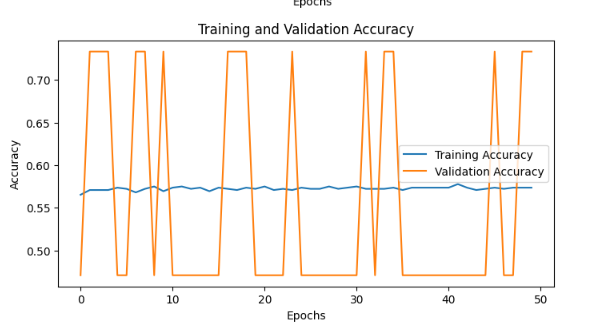 Epochs
Training and Validation Accuracy
0.70
0.65
0.60
0.55
0.50
Accuracy
Training Accuracy
Validation Accuracy
0 10 20 30 40 50
Epochs